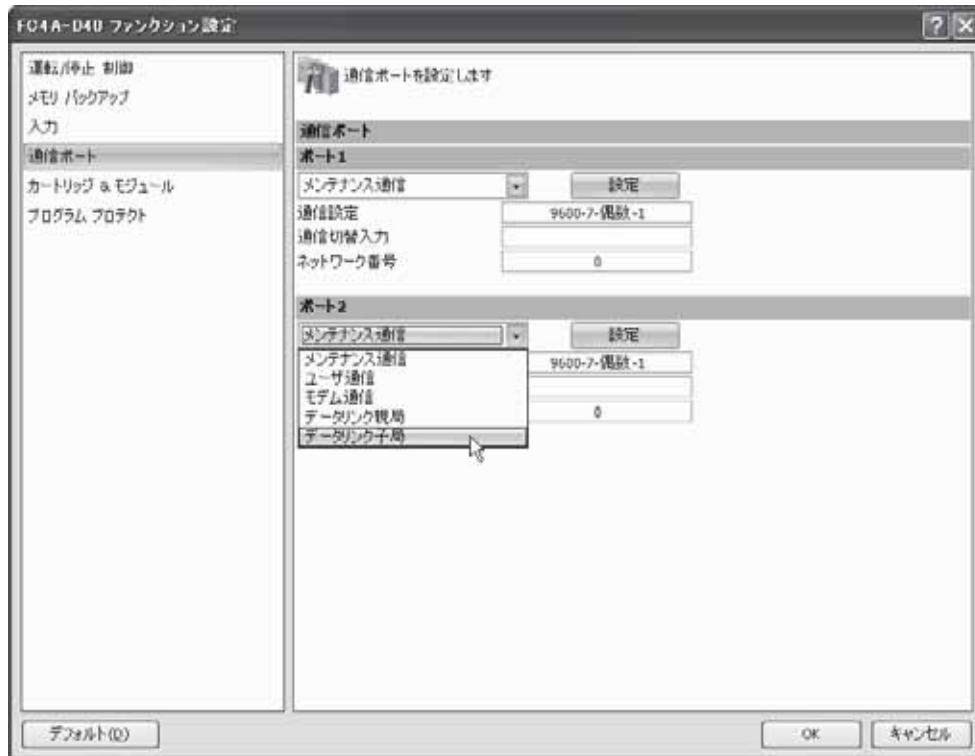 FC4A-D40 ファンクション設定
運転/停止 制御
メモリ バックアップ
入力
通信ポート
カートリッジ & モジュール
プログラム プロテクト
通信ポートを設定します
通信ポート
ポート1
メンテナンス通信
設定
通信設定
9600-7-偶数-1
通信切替入力
ネットワーク番号
0
ポート2
メンテナンス通信
設定
メンテナンス通信
9600-7-偶数-1
ユーザ通信
モデム通信
データリンク親局
0
データリンク子局
デフォルト(D)
OK
キャンセル